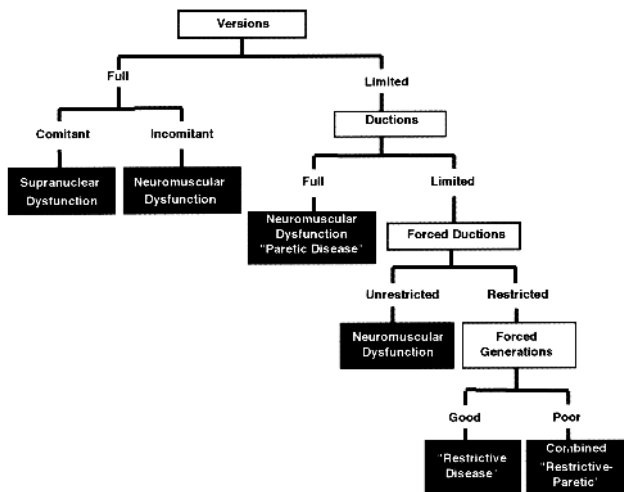 Versions
Full
Limited
Ductions
Comitant
Incomitant
Supranuclear
Dysfunction
Neuromuscular
Dysfunction
Full
Limited
Neuromuscular
Dysfunction
"Paretic Disease"
Forced Ductions
Unrestricted
Restricted
Neuromuscular
Dysfunction
Forced
Generations
Good
Poor
"Restrictive
Disease"
Combined
"Restrictive-
Paretic"